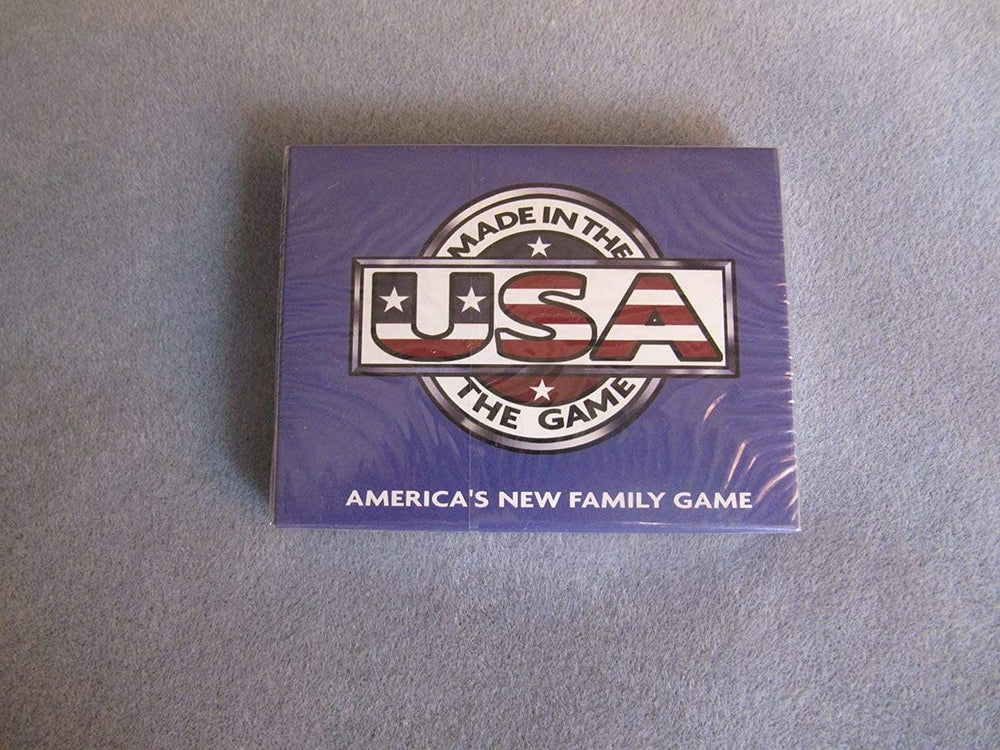 MADE IN THE
USA
THE GAME
AMERICA'S NEW FAMILY GAME